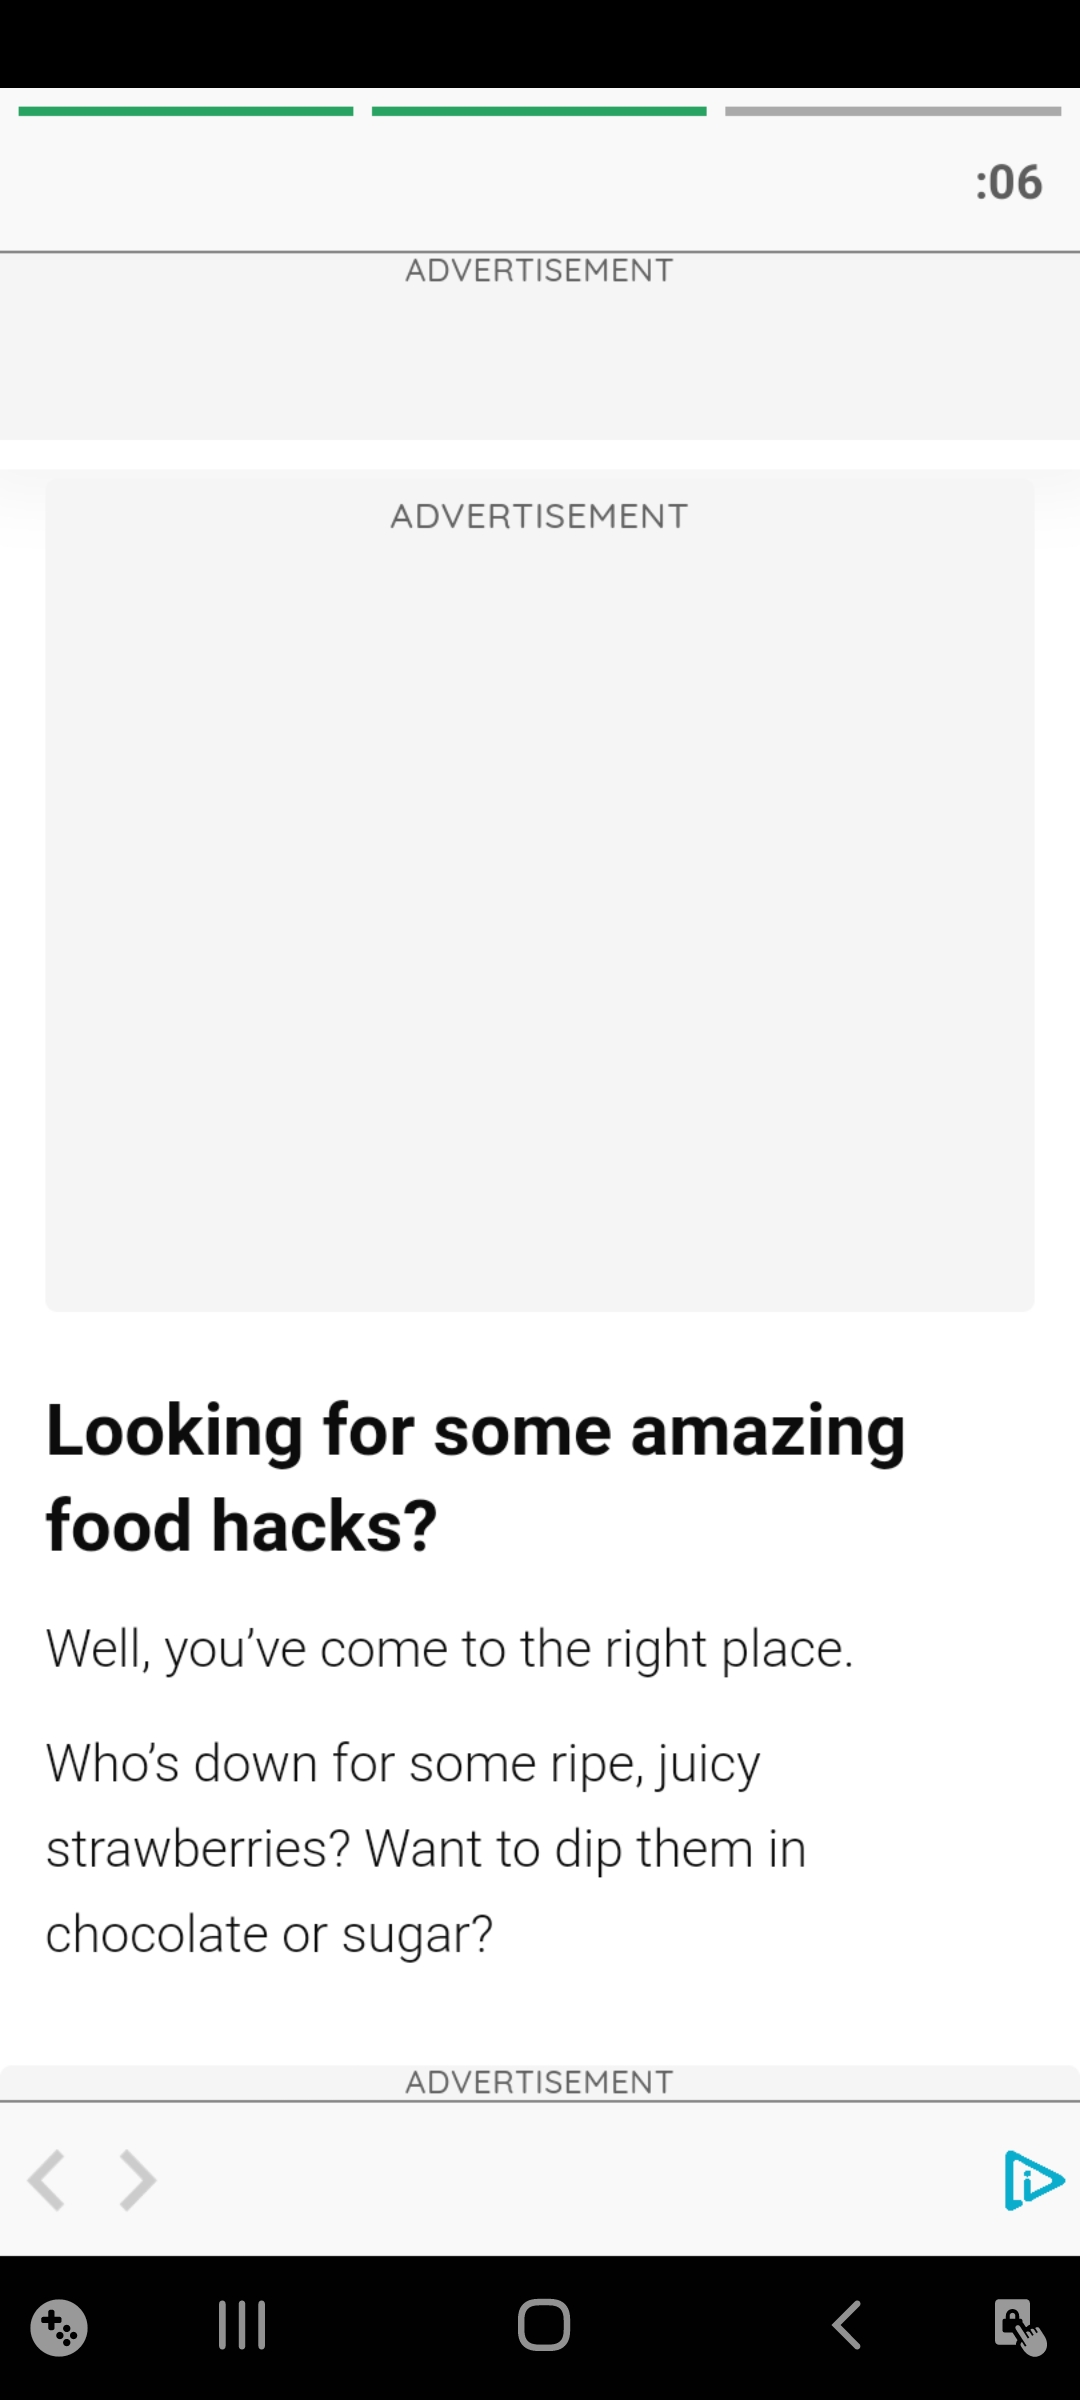 :06
ADVERTISEMENT
ADVERTISEMENT
Looking for some amazing
food hacks?
Well, you’ve come to the right place.
Who’s down for some ripe, juicy
strawberries? Want to dip them in
chocolate or sugar?
ADVERTISEMENT